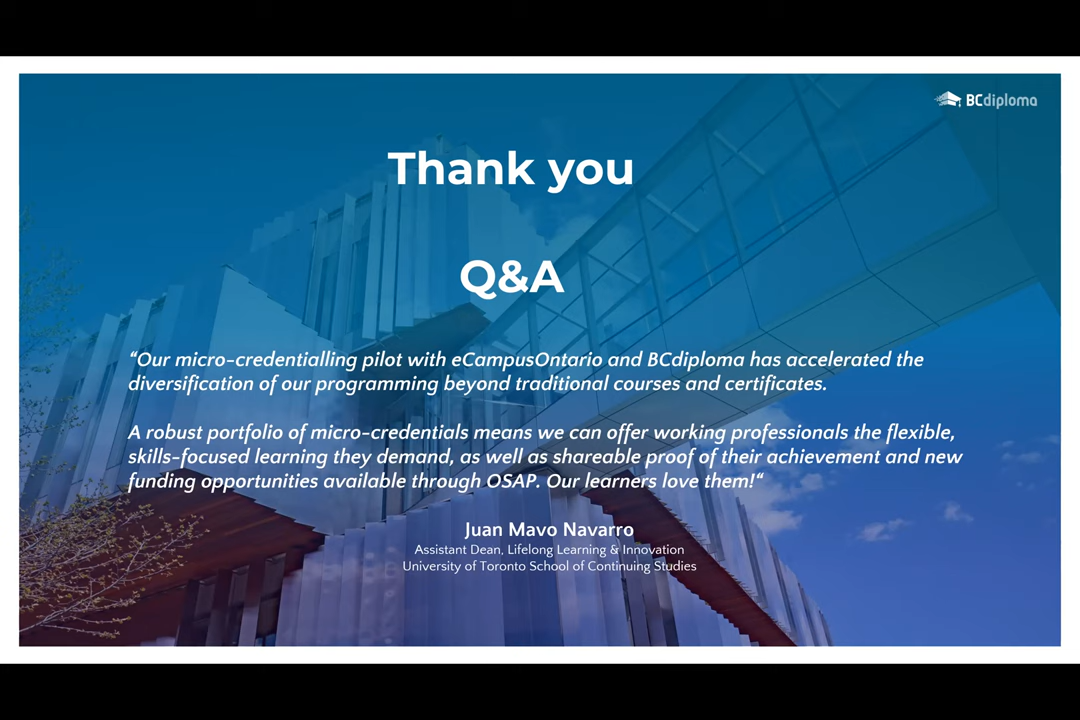 BCdiploma
Thank you
Q&A
“Our micro-credentialling pilot with eCampusOntario and BCdiploma has accelerated the
diversification of our programming beyond traditional courses and certificates.
A robust portfolio of micro-credentials means we can offer working professionals the flexible,
skills-focused learning they demand, as well as shareable proof of their achievement and new
funding opportunities available through OSAP. Our learners love them!“
Juan Mavo Navarro
Assistant Dean, Lifelong Learning & Innovation
University of Toronto School of Continuing Studies